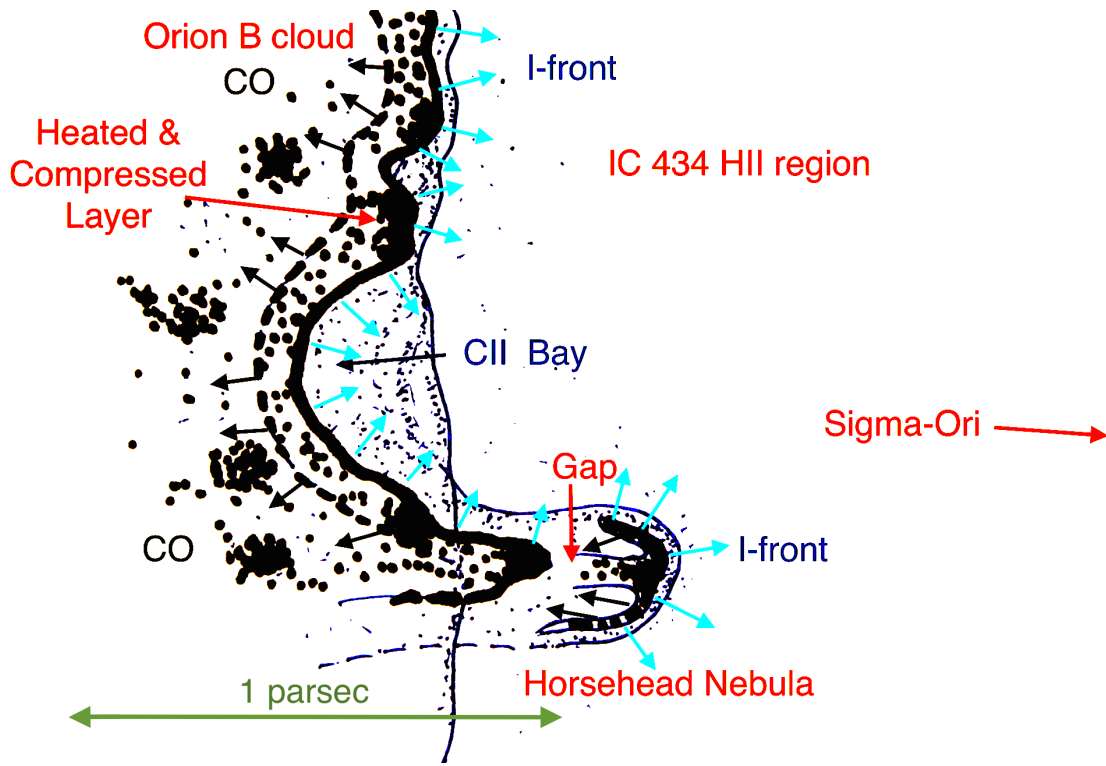 Orion B cloud
CO
I-front
Heated &
Compressed
Layer
IC 434 HII region
CII Bay
Sigma-Ori
Gap
CO
I-front
Horsehead Nebula
1 parsec